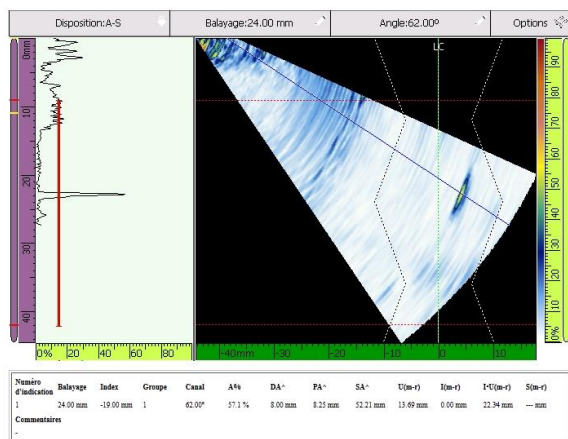 Disposition:A-S Balayage:24.00 mm Angle:62.00º Options
0mm 10 20 30 40
0% 20 40 60 80
LC
-40mm -30 -20 -10 0 10
0% 10 20 30 40 50 60 70 80 90
Numéro d'indication Balayage Index Groupe Canal A% DA^ PA^ SA^ U(m-r) I(m-r) I-U(m-r) S(m-r)
1 24.00 mm -19.00 mm 1 62.00º 57.1 % 8.00 mm 8.25 mm 52.21 mm 13.69 mm 0.00 mm 22.34 mm --- mm
Commentaires
-